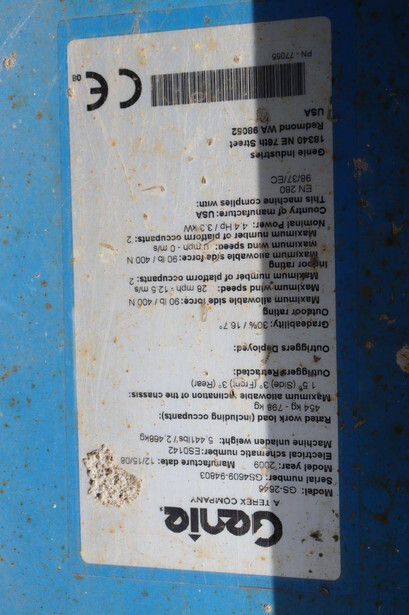 Genie
A TEREX COMPANY
Model: GS-2646
Serial number: GS4609-94803
Model year: 2009 Manufacture date: 12/15/08
Electrical schematic number: ES0142
Machine unladen weight: 5,441lbs / 2,468kg
Rated work load (including occupants):
454 kg - 798 kg
Maximum allowable inclination of the chassis:
1.5° (Side) 3° (Front) 3° (Rear)
Outriggers Retracted:
Outriggers Deployed:
Gradeability: 30% / 16.7°
Outdoor rating
Maximum allowable side force: 90 lb / 400 N
Maximum wind speed: 28 mph - 12.5 m/s
Maximum number of platform occupants: 2
Indoor rating
Maximum allowable side force: 90 lb / 400 N
Maximum wind speed: 0 mph - 0 m/s
Maximum number of platform occupants: 2
Nominal Power: 4.4 Hp / 3.3 kW
Country of manufacture: USA
This machine complies with:
EN 280
98/37/EC
Genie Industries
18340 NE 76th Street
Redmond WA 98052
USA
PN - 77055
CE 08